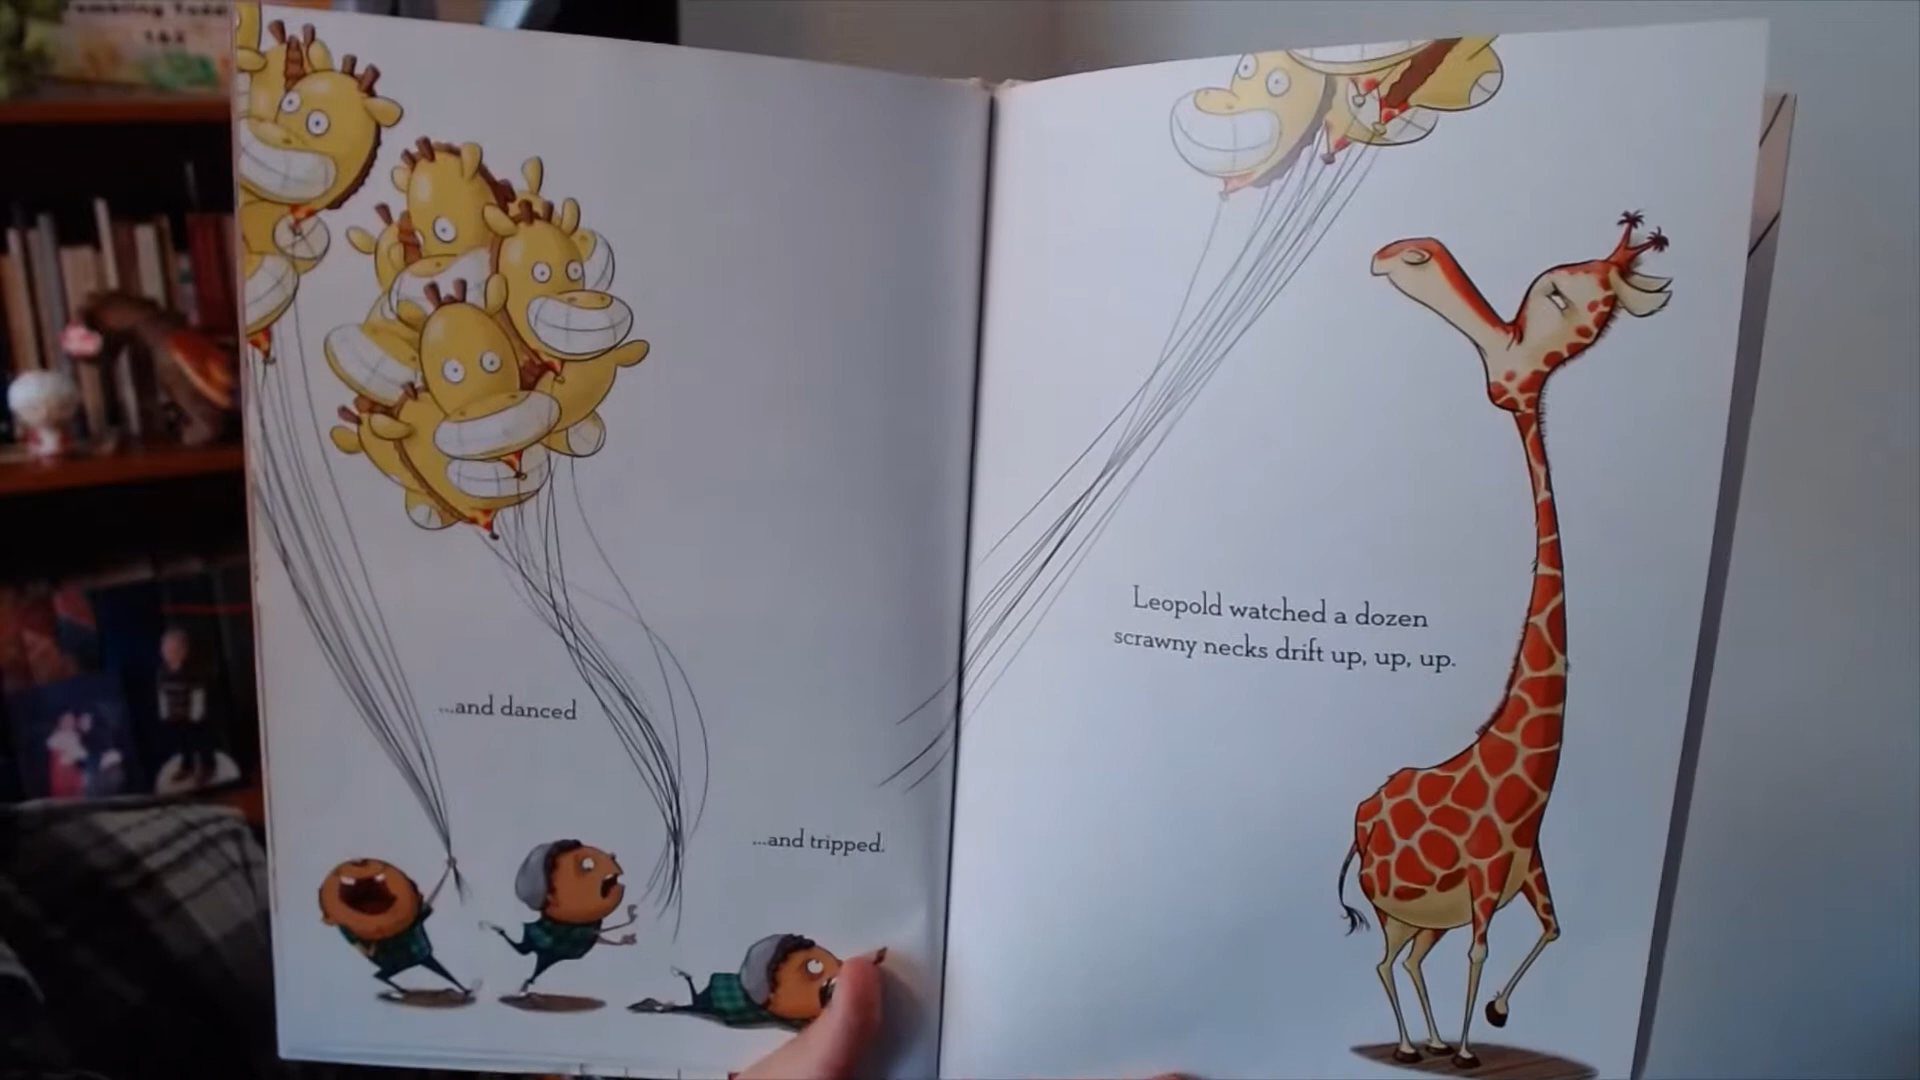 ...and danced
...and tripped.
Leopold watched a dozen
scrawny necks drift up, up, up.